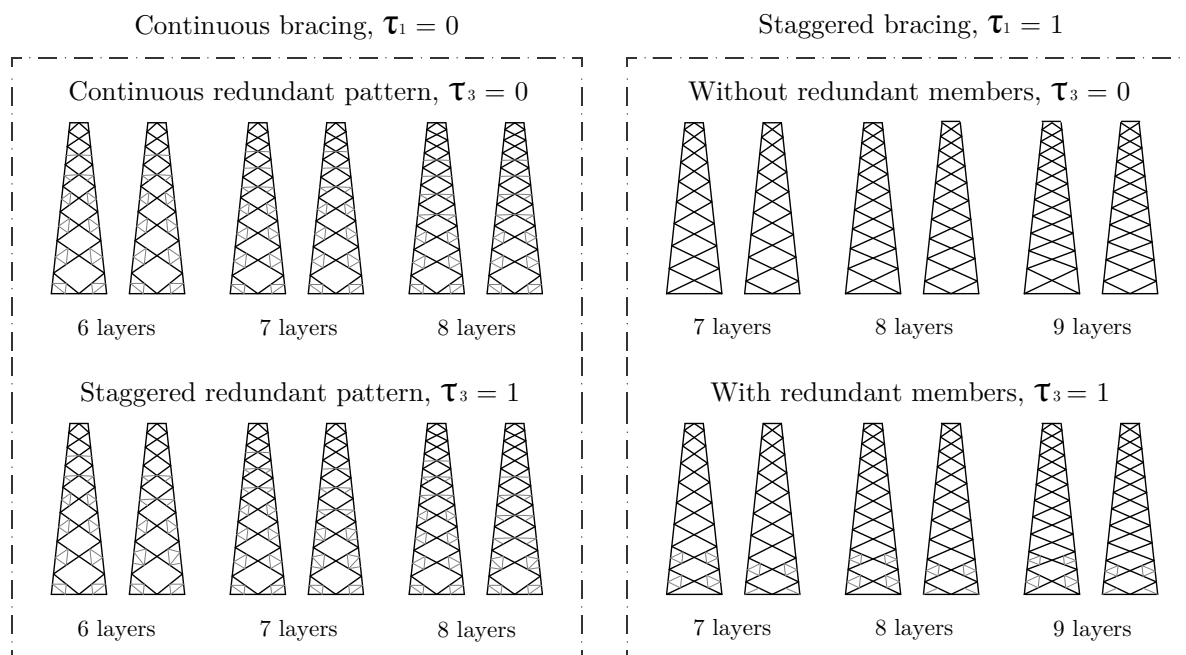 Continuous bracing, τ₁ = 0
Continuous redundant pattern, τ₃ = 0
6 layers 7 layers 8 layers
Staggered redundant pattern, τ₃ = 1
6 layers 7 layers 8 layers
Staggered bracing, τ₁ = 1
Without redundant members, τ₃ = 0
7 layers 8 layers 9 layers
With redundant members, τ₃ = 1
7 layers 8 layers 9 layers